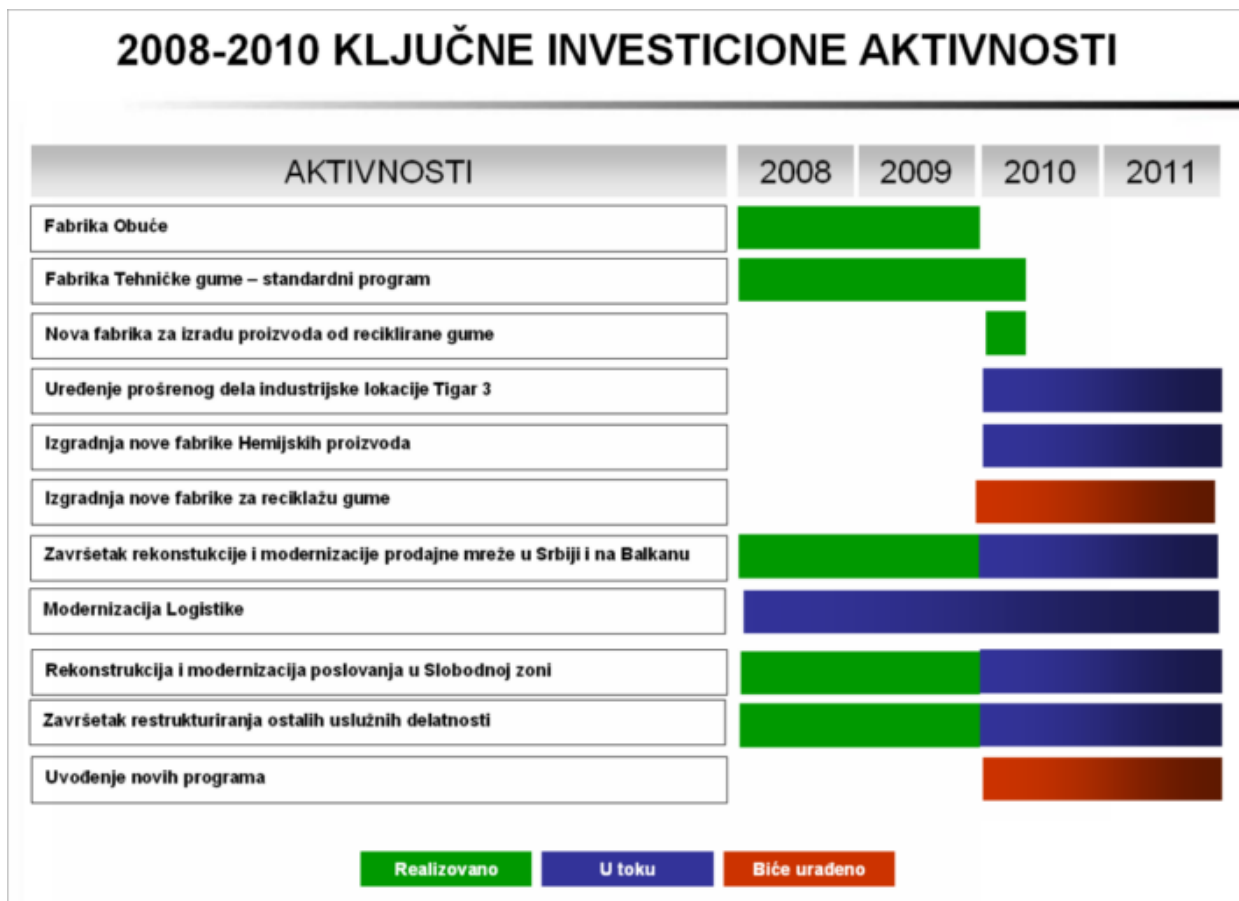 2008-2010 KLJUČNE INVESTICIONE AKTIVNOSTI
AKTIVNOSTI 2008 2009 2010 2011
Fabrika Obuće
Fabrika Tehničke gume – standardni program
Nova fabrika za izradu proizvoda od reciklirane gume
Uređenje prošrenog dela industrijske lokacije Tigar 3
Izgradnja nove fabrike Hemijskih proizvoda
Izgradnja nove fabrike za reciklažu gume
Završetak rekonstukcije i modernizacije prodajne mreže u Srbiji i na Balkanu
Modernizacija Logistike
Rekonstrukcija i modernizacija poslovanja u Slobodnoj zoni
Završetak restrukturiranja ostalih uslužnih delatnosti
Uvođenje novih programa
Realizovano U toku Biće urađeno